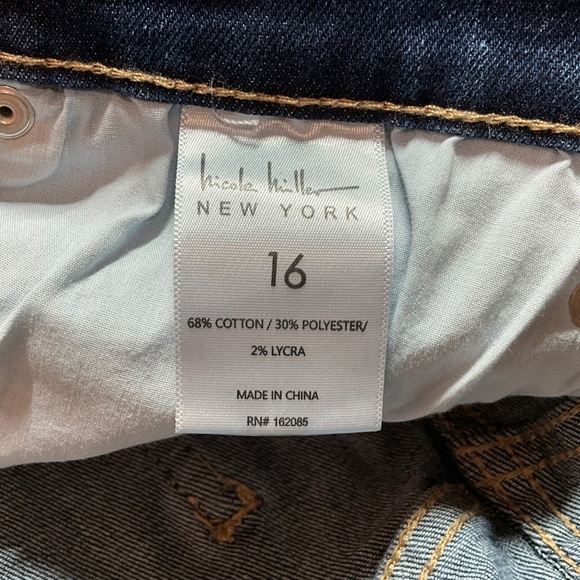 nicole miller
NEW YORK
16
68% COTTON / 30% POLYESTER/
2% LYCRA
MADE IN CHINA
RN# 162085